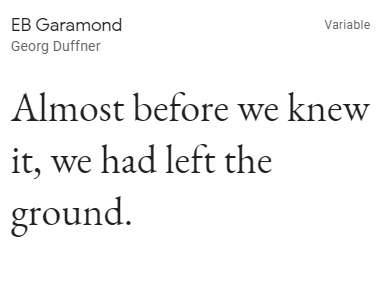 EB Garamond
Variable
Georg Duffner
Almost before we knew
it, we had left the
ground.